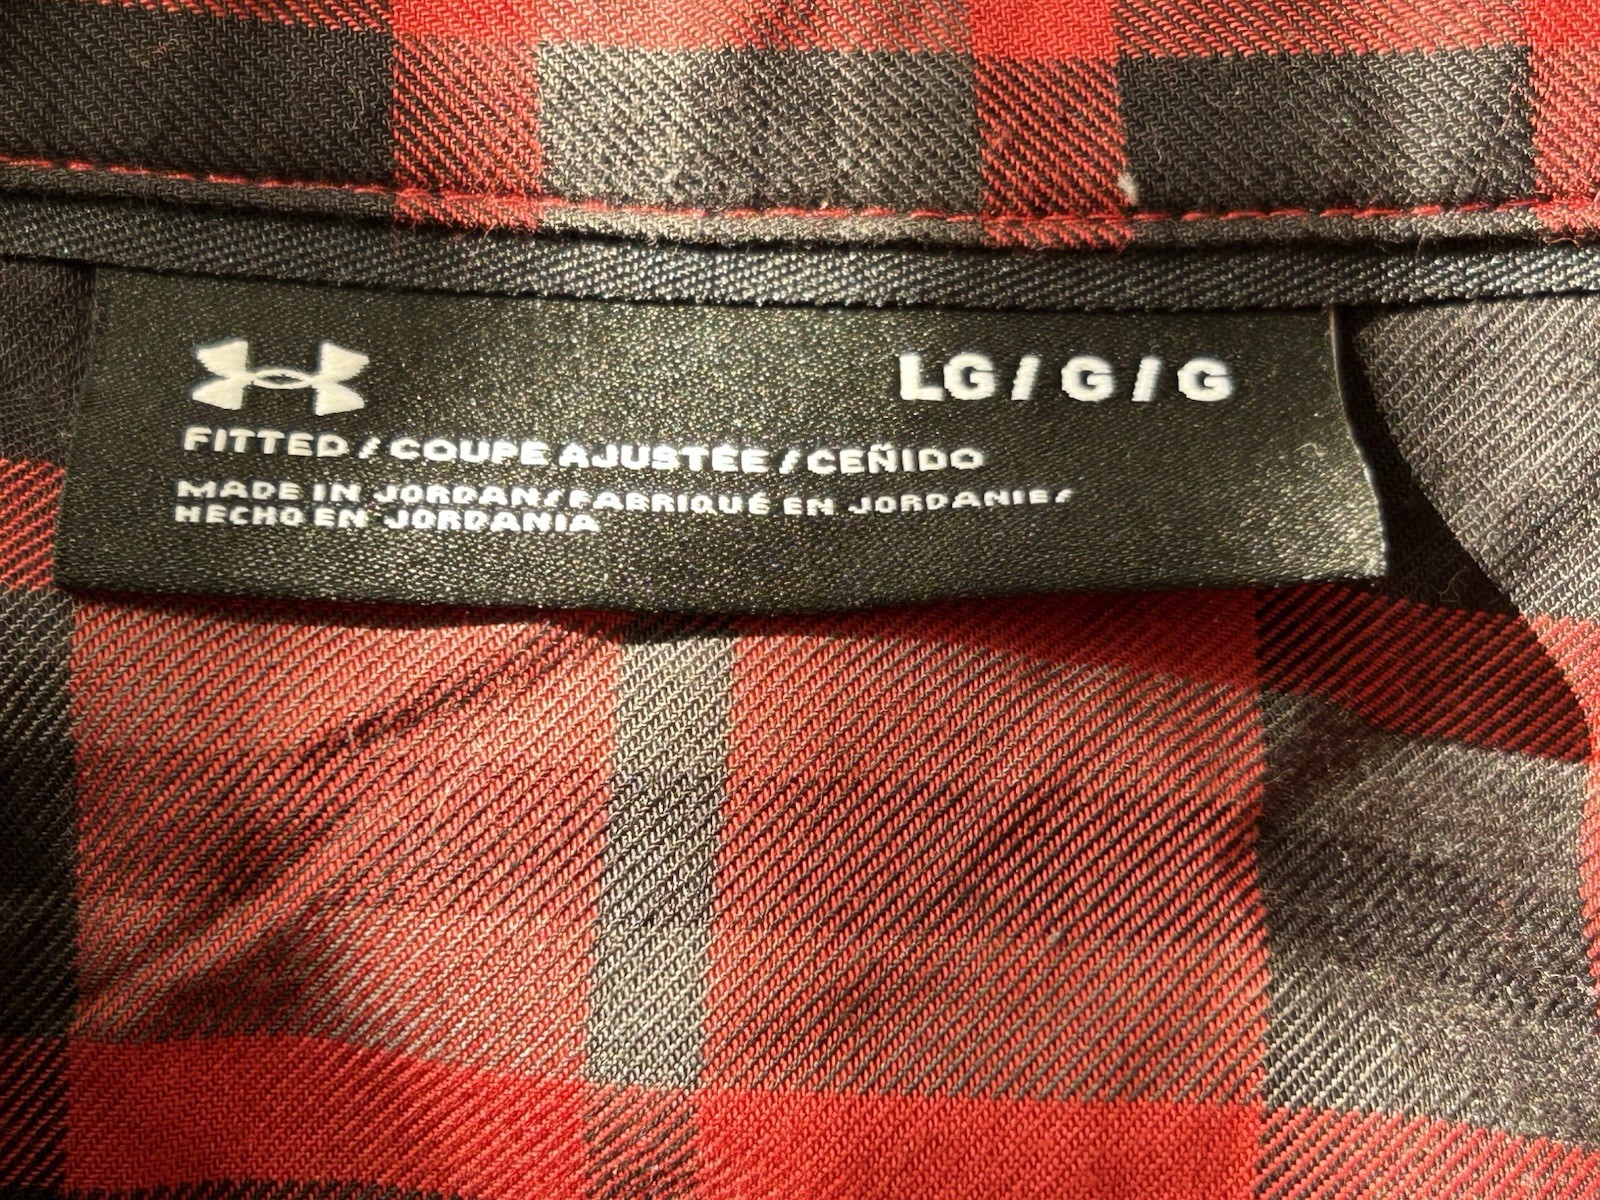 LG/G/G
FITTED/COUPE AJUSTÉE/CEÑIDO
MADE IN JORDAN/FABRIQUÉ EN JORDANIE/
HECHO EN JORDANIA